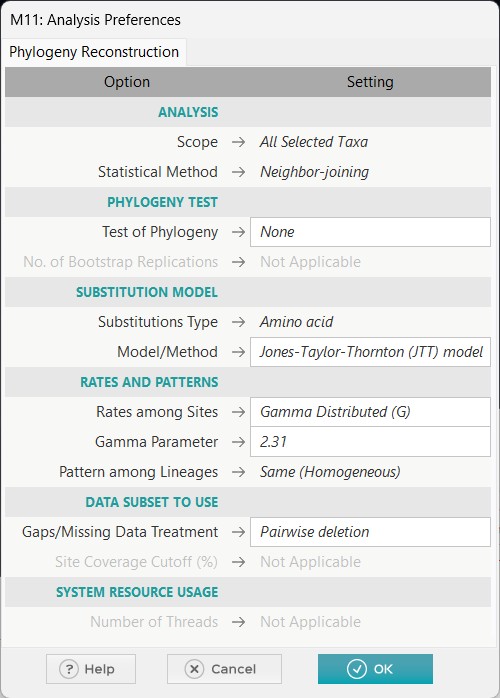 M11: Analysis Preferences
Phylogeny Reconstruction
Option Setting
ANALYSIS
Scope → All Selected Taxa
Statistical Method → Neighbor-joining
PHYLOGENY TEST
Test of Phylogeny → None
No. of Bootstrap Replications → Not Applicable
SUBSTITUTION MODEL
Substitutions Type → Amino acid
Model/Method → Jones-Taylor-Thornton (JTT) model
RATES AND PATTERNS
Rates among Sites → Gamma Distributed (G)
Gamma Parameter → 2.31
Pattern among Lineages → Same (Homogeneous)
DATA SUBSET TO USE
Gaps/Missing Data Treatment → Pairwise deletion
Site Coverage Cutoff (%) → Not Applicable
SYSTEM RESOURCE USAGE
Number of Threads → Not Applicable
? Help × Cancel ✓ OK